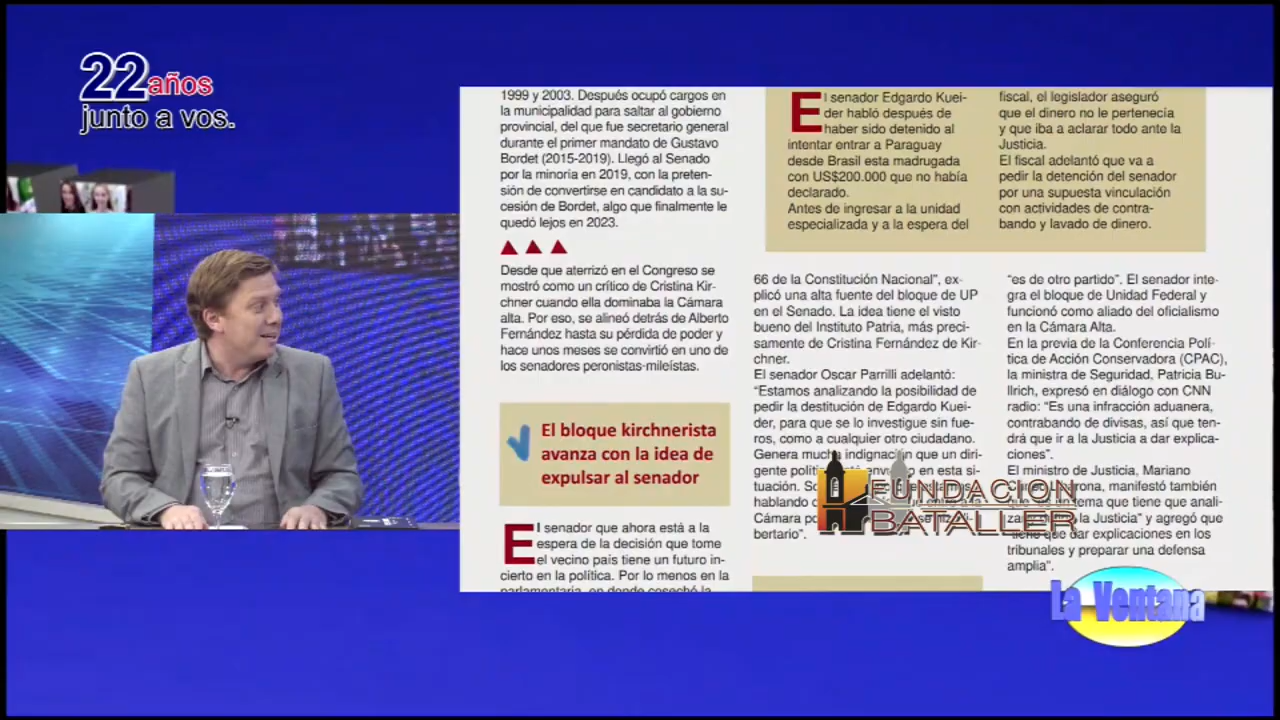 22 años
junto a vos.
1999 y 2003. Después ocupó cargos en
la municipalidad para saltar al gobierno
provincial, del que fue secretario general
durante el primer mandato de Gustavo
Bordet (2015-2019). Llegó al Senado
por la minoría en 2019, con la preten-
sión de convertirse en candidato a la su-
cesión de Bordet, algo que finalmente le
quedó lejos en 2023.
Desde que aterrizó en el Congreso se
mostró como un crítico de Cristina Kir-
chner cuando ella dominaba la Cámara
alta. Por eso, se alineó detrás de Alberto
Fernández hasta su pérdida de poder y
hace unos meses se convirtió en uno de
los senadores peronistas-mileístas.
El bloque kirchnerista
avanza con la idea de
expulsar al senador
El senador que ahora está a la
espera de la decisión que tome
el vecino país tiene un futuro in-
cierto en la política. Por lo menos en la
parlamentaria, en donde cosechó la
El senador Edgardo Kuei-
der habló después de
haber sido detenido al
intentar entrar a Paraguay
desde Brasil esta madrugada
con US$200.000 que no había
declarado.
Antes de ingresar a la unidad
especializada y a la espera del
fiscal, el legislador aseguró
que el dinero no le pertenecía
y que iba a aclarar todo ante la
Justicia.
El fiscal adelantó que va a
pedir la detención del senador
por una supuesta vinculación
con actividades de contra-
bando y lavado de dinero.
66 de la Constitución Nacional", ex-
plicó una alta fuente del bloque de UP
en el Senado. La idea tiene el visto
bueno del Instituto Patria, más preci-
samente de Cristina Fernández de Kir-
chner.
El senador Oscar Parrilli adelantó:
"Estamos analizando la posibilidad de
pedir la destitución de Edgardo Kuei-
der, para que se lo investigue sin fue-
ros, como a cualquier otro ciudadano.
Genera mucha indignación que un diri-
gente en esta si-
tuación.
hablando
Cámara
bertario".
"es de otro partido". El senador inte-
gra el bloque de Unidad Federal y
funcionó como aliado del oficialismo
en la Cámara Alta.
En la previa de la Conferencia Polí-
tica de Acción Conservadora (CPAC),
la ministra de Seguridad, Patricia Bu-
llrich, expresó en diálogo con CNN
radio: "Es una infracción aduanera,
contrabando de divisas, así que ten-
drá que ir a la Justicia a dar explica-
ciones".
El ministro de Justicia, Mariano
manifestó también
tema que tiene que anali-
la Justicia" y agregó que
"tiene que dar explicaciones en los
tribunales y preparar una defensa
amplia".
FUNDACION
BATALLER
La Ventana